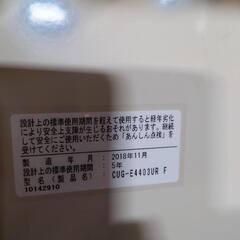 設計上の標準使用期間を超えて使用すると経年劣化
により安全上支障が生じるおそれがあります。継続
して安全にご使用いただくため「あんしん点検」を
受けてください。
製造年月：2018年11月
設計上の標準使用期間：5年
型名（製品名）：CUG-E4403UR F
10142910